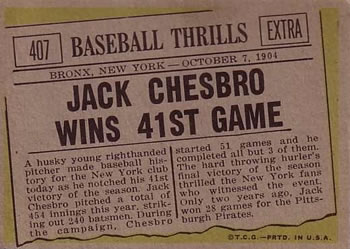 407 BASEBALL THRILLS EXTRA
BRONX, NEW YORK—OCTOBER 7, 1904
JACK CHESBRO
WINS 41ST GAME
A husky young righthanded
pitcher made baseball his-
tory for the New York club
today as he notched his 41st
victory of the season. Jack
Chesbro pitched a total of
454 innings this year, strik-
ing out 240 batsmen. During
the campaign, Chesbro
started 51 games and he
completed all but 3 of them.
The hard throwing hurler's
final victory of the season
thrilled the New York fans
who witnessed the event.
Only two years ago, Jack
won 28 games for the Pitts-
burgh Pirates.
©T.C.G.—PRTD. IN U.S.A.